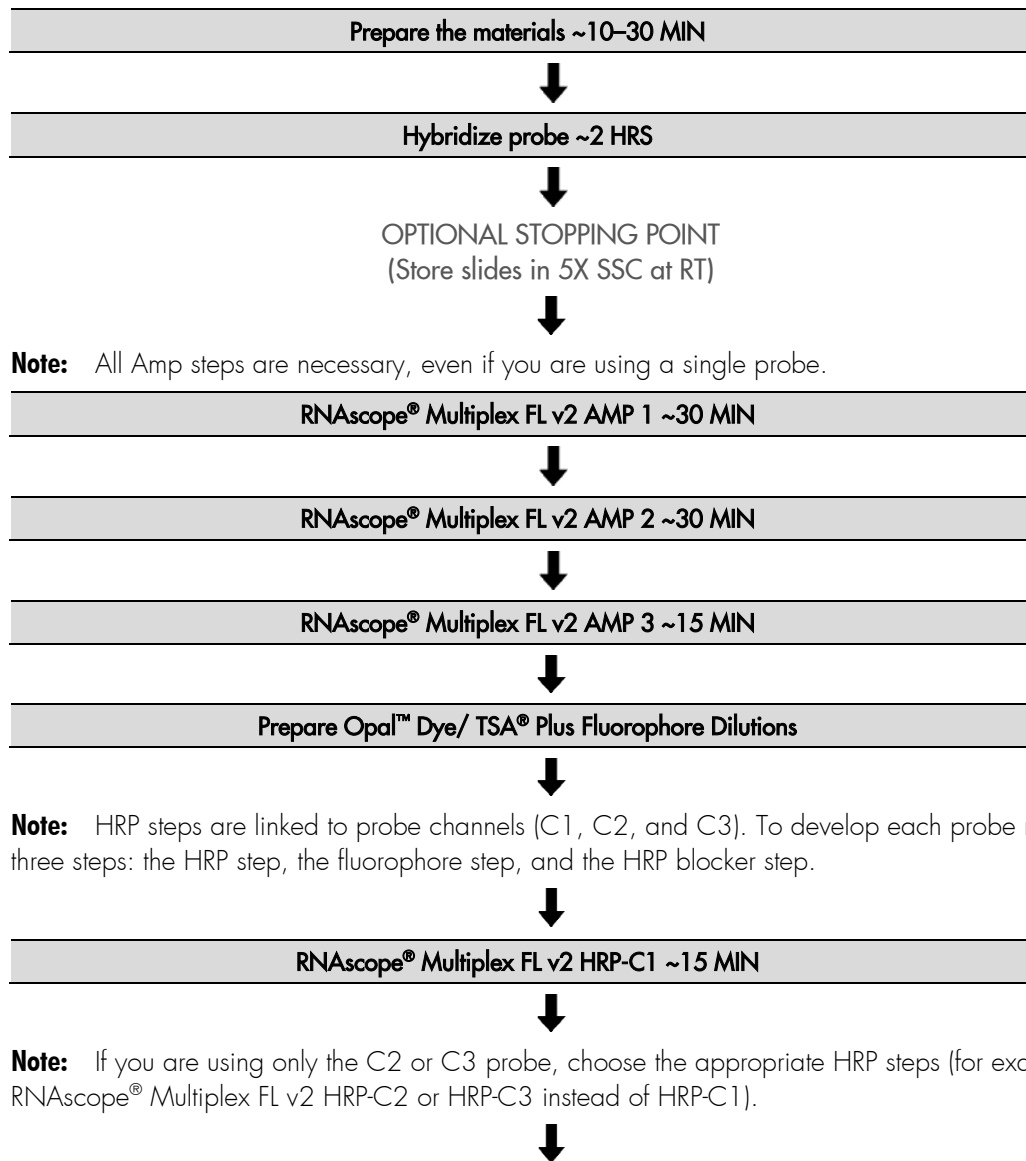 Prepare the materials ~10–30 MIN
Hybridize probe ~2 HRS
OPTIONAL STOPPING POINT
(Store slides in 5X SSC at RT)
Note: All Amp steps are necessary, even if you are using a single probe.
RNAscope® Multiplex FL v2 AMP 1 ~30 MIN
RNAscope® Multiplex FL v2 AMP 2 ~30 MIN
RNAscope® Multiplex FL v2 AMP 3 ~15 MIN
Prepare Opal™ Dye/ TSA® Plus Fluorophore Dilutions
Note: HRP steps are linked to probe channels (C1, C2, and C3). To develop each probe
three steps: the HRP step, the fluorophore step, and the HRP blocker step.
RNAscope® Multiplex FL v2 HRP-C1 ~15 MIN
Note: If you are using only the C2 or C3 probe, choose the appropriate HRP steps (for
RNAscope® Multiplex FL v2 HRP-C2 or HRP-C3 instead of HRP-C1).